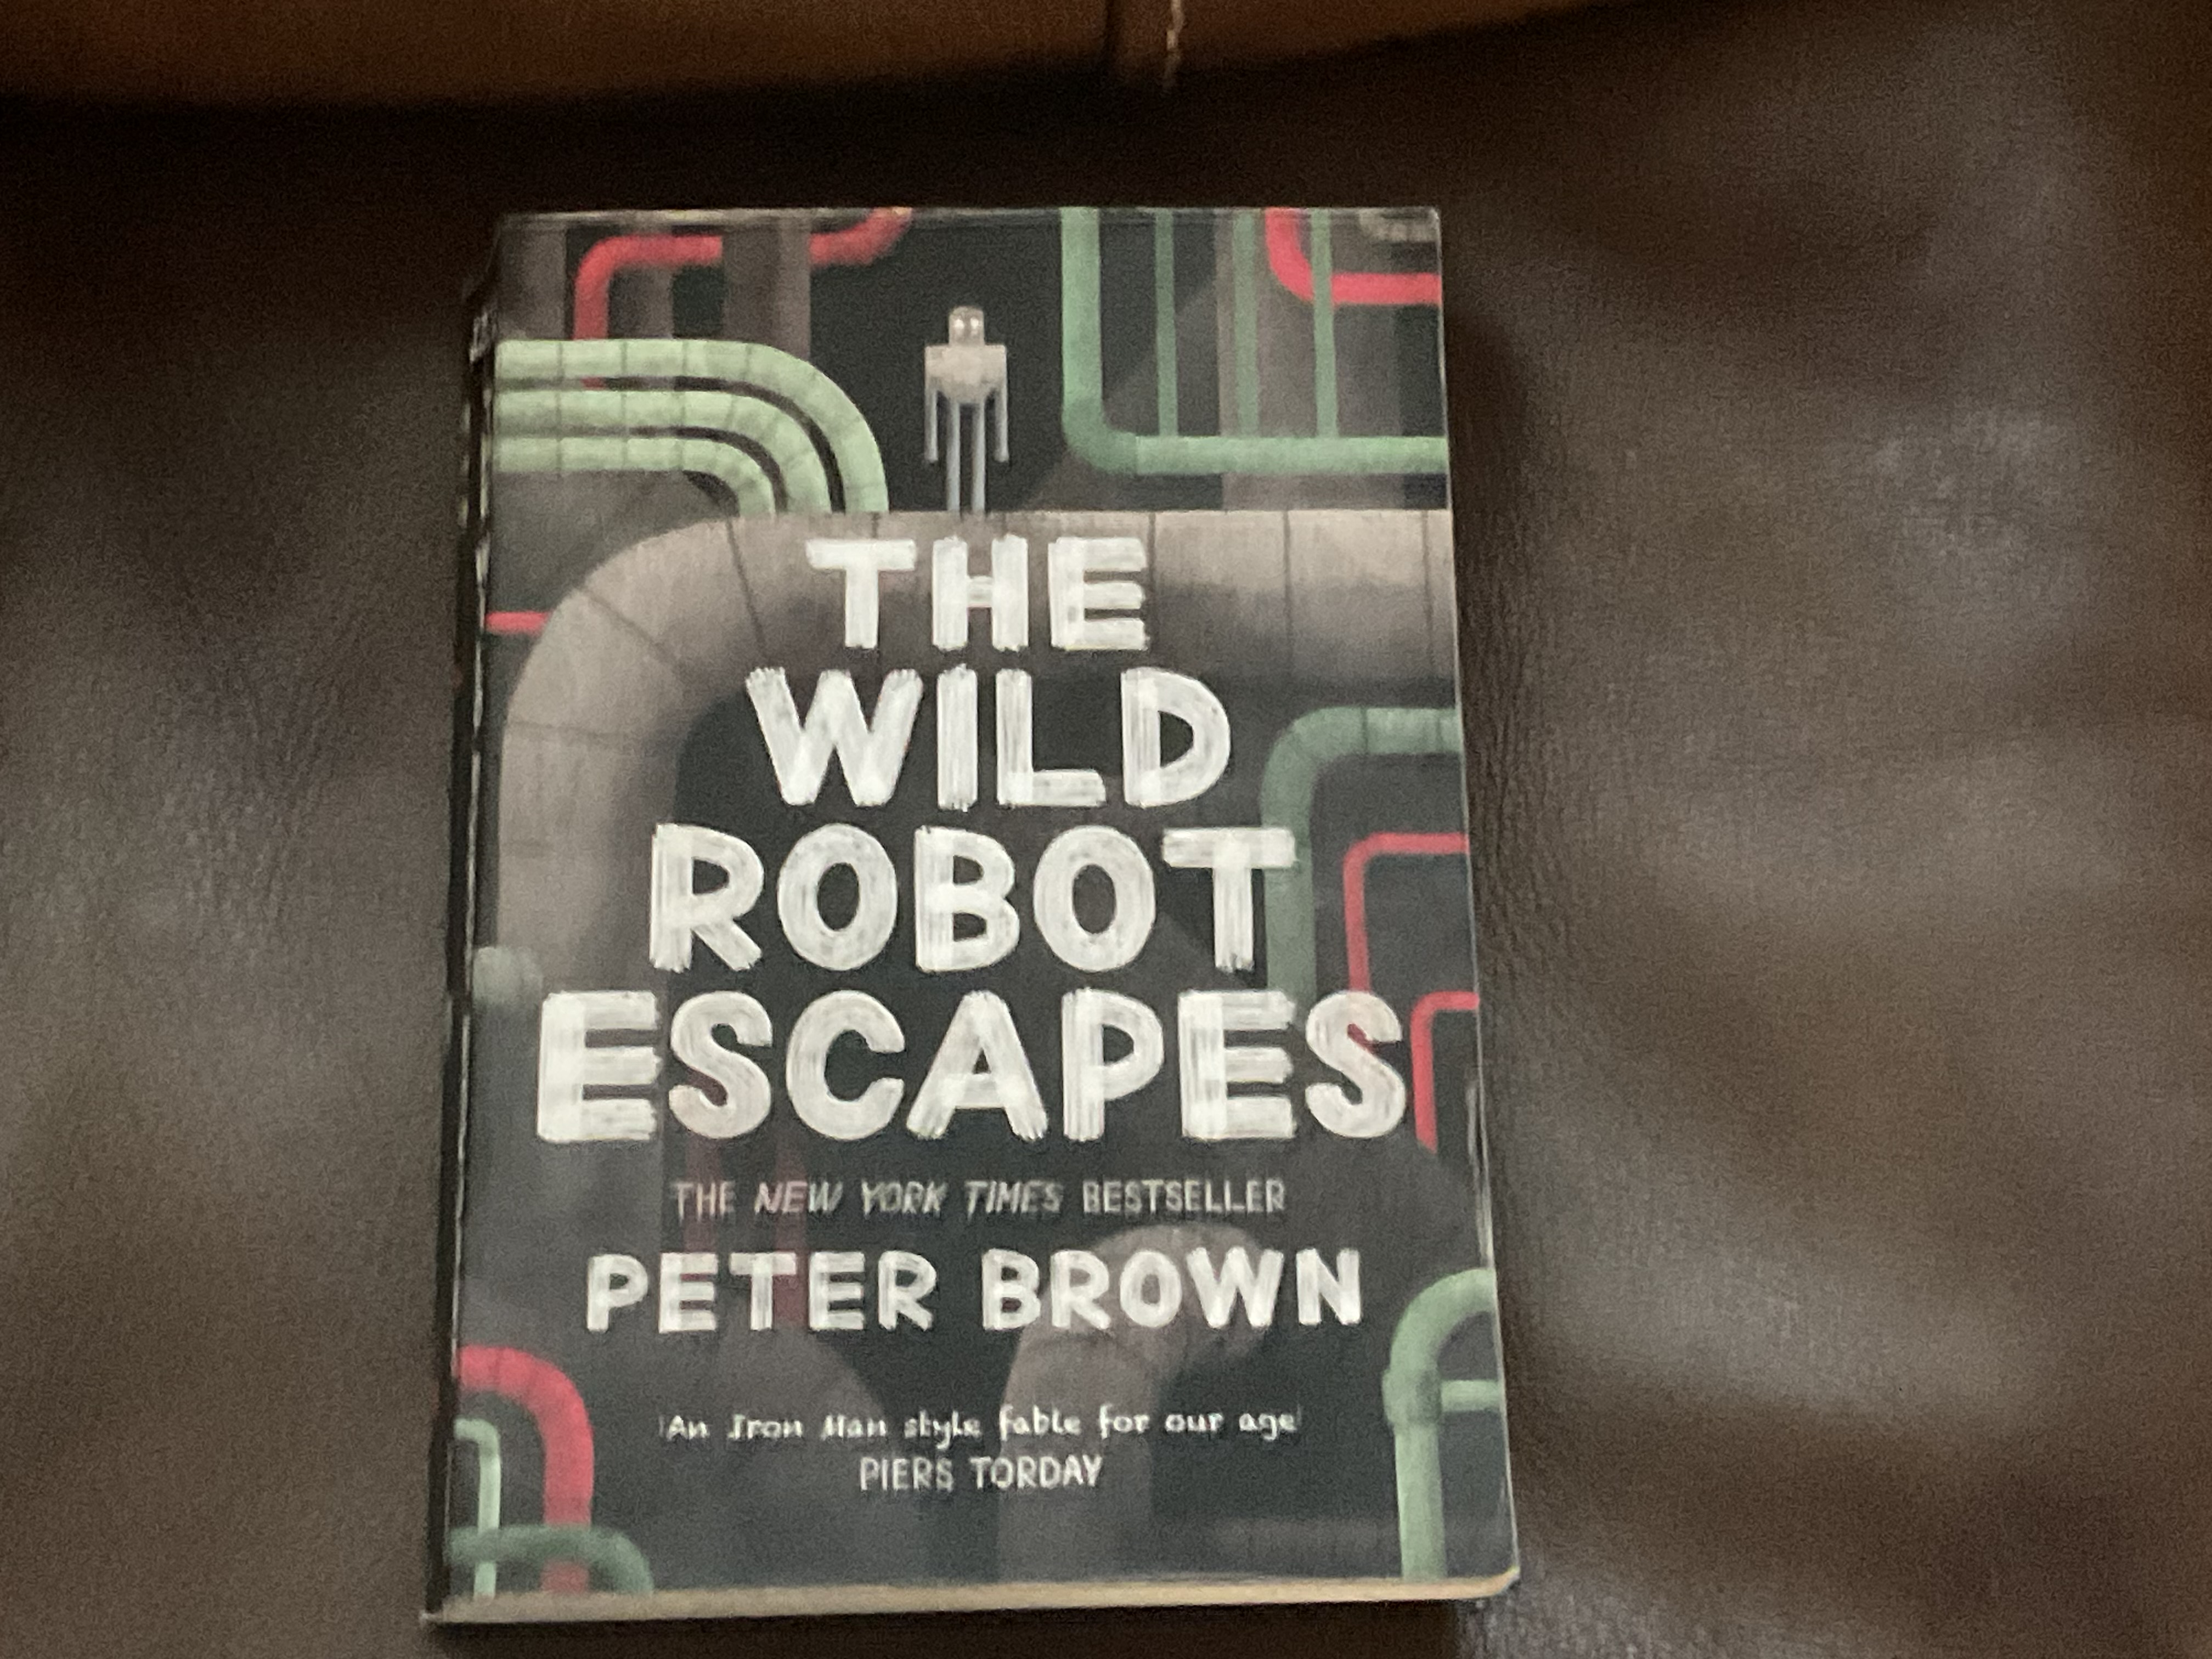 THE
WILD
ROBOT
ESCAPES
THE NEW YORK TIMES BESTSELLER
PETER BROWN
'An Iron Man style fable for our age'
PIERS TORDAY